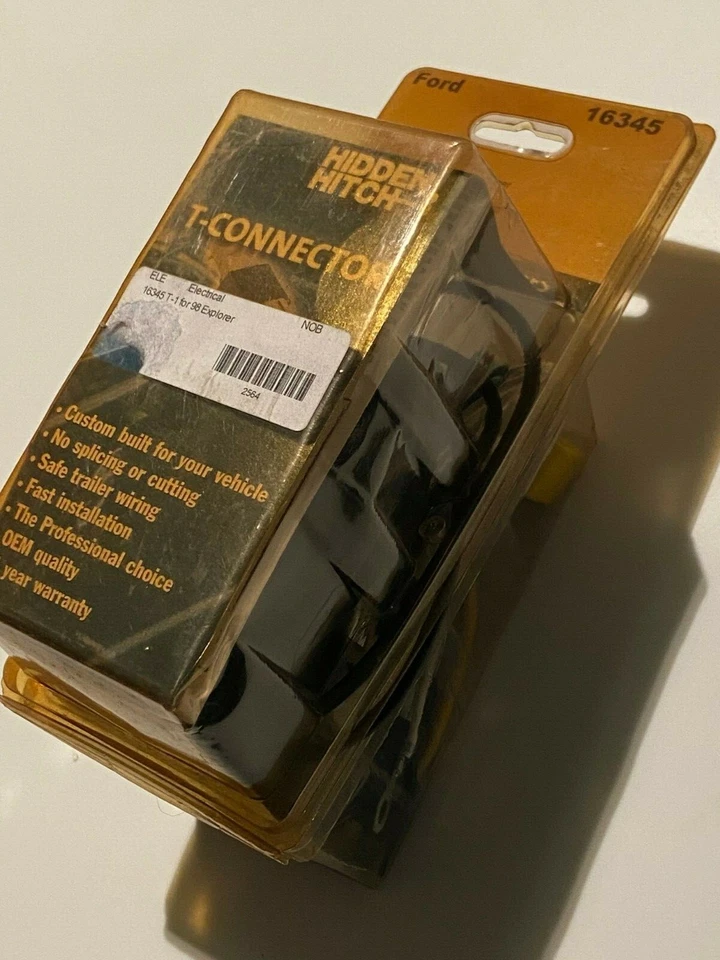 Ford
16345
HIDDEN
HITCH
T-CONNECTOR
ELE Electrical
16345 T-1 for 98 Explorer
NOB
2564
• Custom built for your vehicle
• No splicing or cutting
• Safe trailer wiring
• Fast installation
• The Professional choice
OEM quality
year warranty